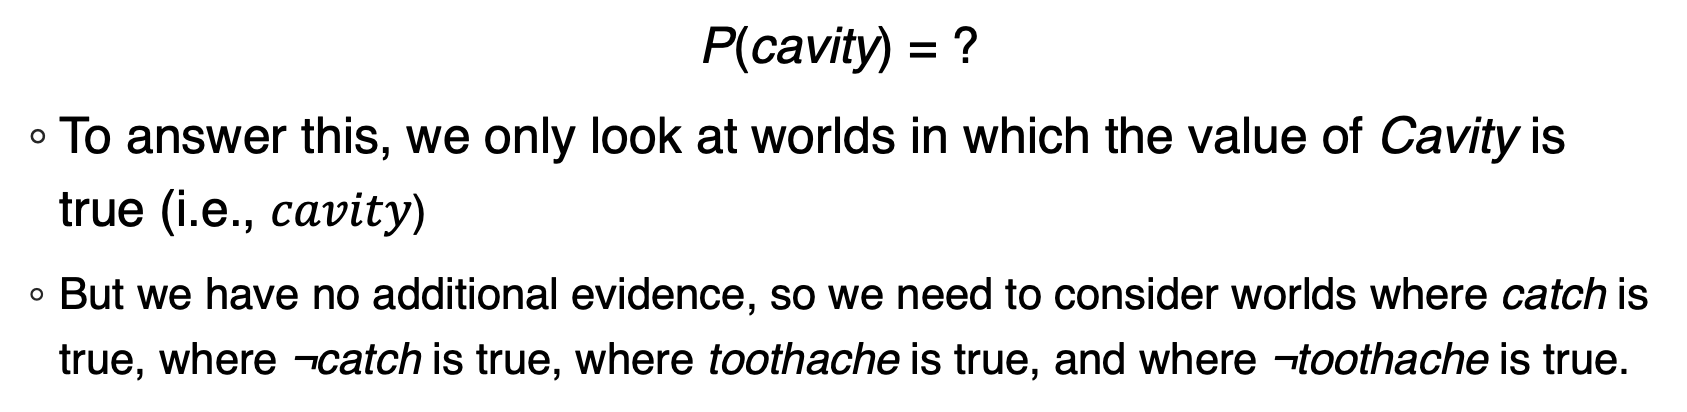 P(cavity) = ?
◦ To answer this, we only look at worlds in which the value of Cavity is
true (i.e., 𝑐𝑎𝑣𝑖𝑡𝑦)
◦ But we have no additional evidence, so we need to consider worlds where catch is
true, where ¬catch is true, where toothache is true, and where ¬toothache is true.